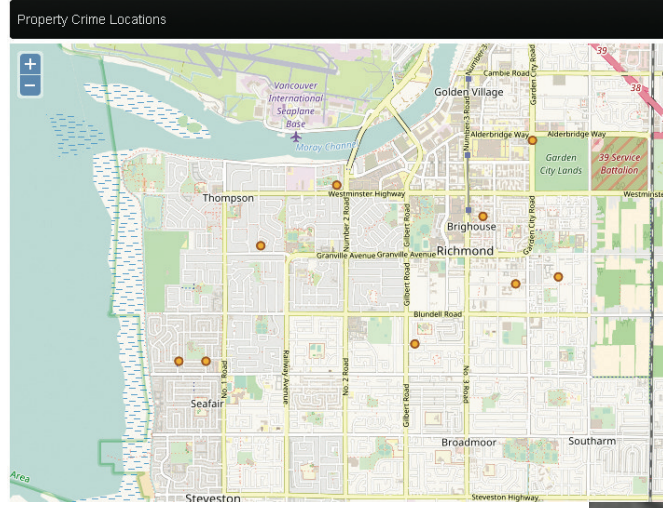 Property Crime Locations
+
−
Number 3
39
38
Cambie Road
Garden City Road
Golden Village
Vancouver
International
Seaplane
Base
Moray Channel
Number 3 Road
Alderbridge Way
Alderbridge Way
Garden
City Lands
39 Service
Battalion
Thompson
Westminster Highway
Westminste
Number 2 Road
Gilbert Road
Brighouse
Garden City Road
Granville Avenue
Granville Avenue
Richmond
Gilbert Road
Blundell Road
No. 1 Road
Railway Avenue
No. 2 Road
Gilbert Road
No. 3 Road
Seafair
Broadmoor
Southarm
Area
Steveston
Steveston Highway